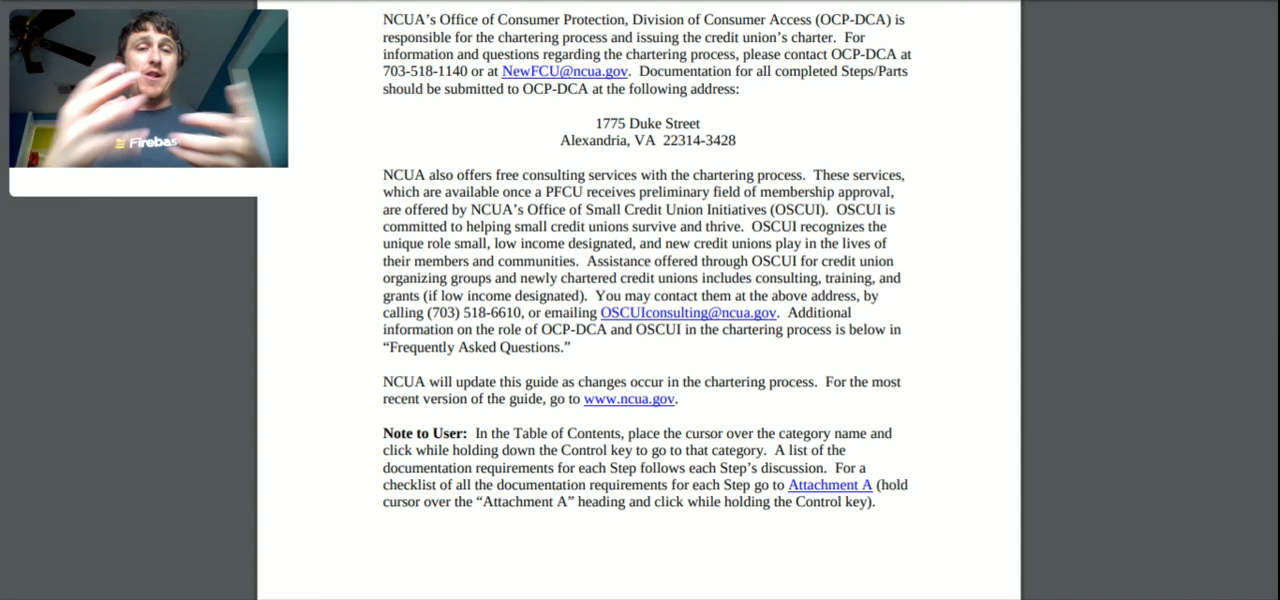 NCUA's Office of Consumer Protection, Division of Consumer Access (OCP-DCA) is
responsible for the chartering process and issuing the credit union's charter.  For
information and questions regarding the chartering process, please contact OCP-DCA at
703-518-1140 or at NewFCU@ncua.gov.  Documentation for all completed Steps/Parts
should be submitted to OCP-DCA at the following address:
1775 Duke Street
Alexandria, VA  22314-3428
Firebas
NCUA also offers free consulting services with the chartering process.  These services,
which are available once a PFCU receives preliminary field of membership approval,
are offered by NCUA's Office of Small Credit Union Initiatives (OSCUI).  OSCUI is
committed to helping small credit unions survive and thrive.  OSCUI recognizes the
unique role small, low income designated, and new credit unions play in the lives of
their members and communities.  Assistance offered through OSCUI for credit union
organizing groups and newly chartered credit unions includes consulting, training, and
grants (if low income designated).  You may contact them at the above address, by
calling (703) 518-6610, or emailing OSCUIconsulting@ncua.gov.  Additional
information on the role of OCP-DCA and OSCUI in the chartering process is below in
“Frequently Asked Questions.”
NCUA will update this guide as changes occur in the chartering process.  For the most
recent version of the guide, go to www.ncua.gov.
Note to User:  In the Table of Contents, place the cursor over the category name and
click while holding down the Control key to go to that category.  A list of the
documentation requirements for each Step follows each Step's discussion.  For a
checklist of all the documentation requirements for each Step go to Attachment A (hold
cursor over the “Attachment A” heading and click while holding the Control key).